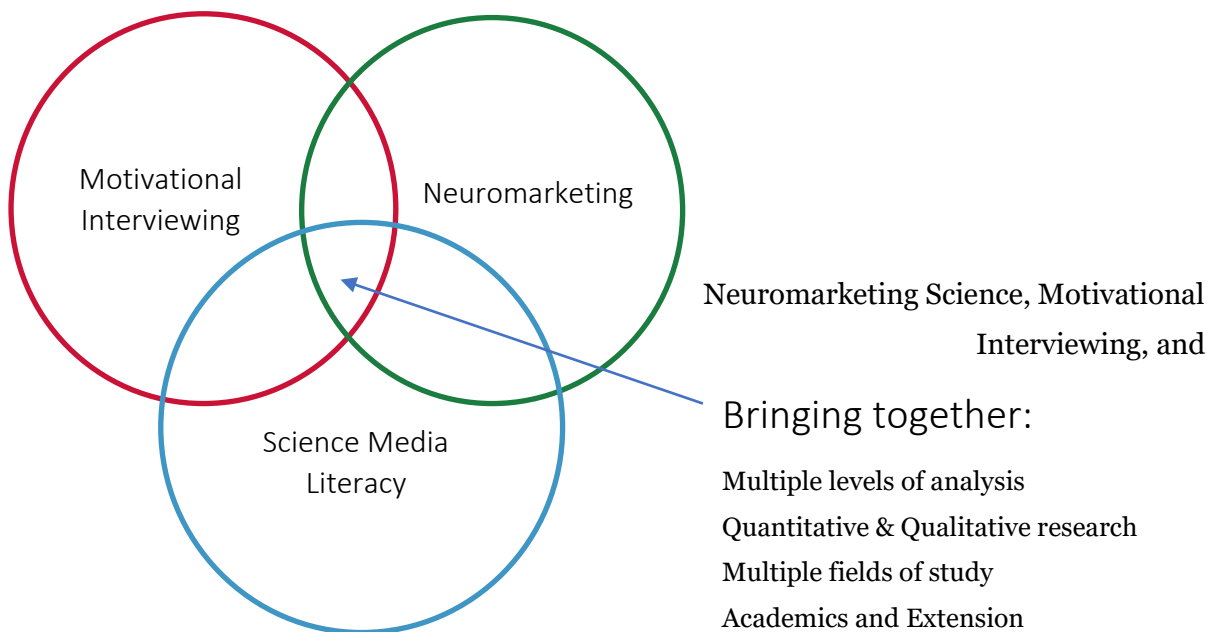 Motivational
Interviewing
Neuromarketing
Science Media
Literacy
Neuromarketing Science, Motivational
Interviewing, and
Bringing together:
Multiple levels of analysis
Quantitative & Qualitative research
Multiple fields of study
Academics and Extension